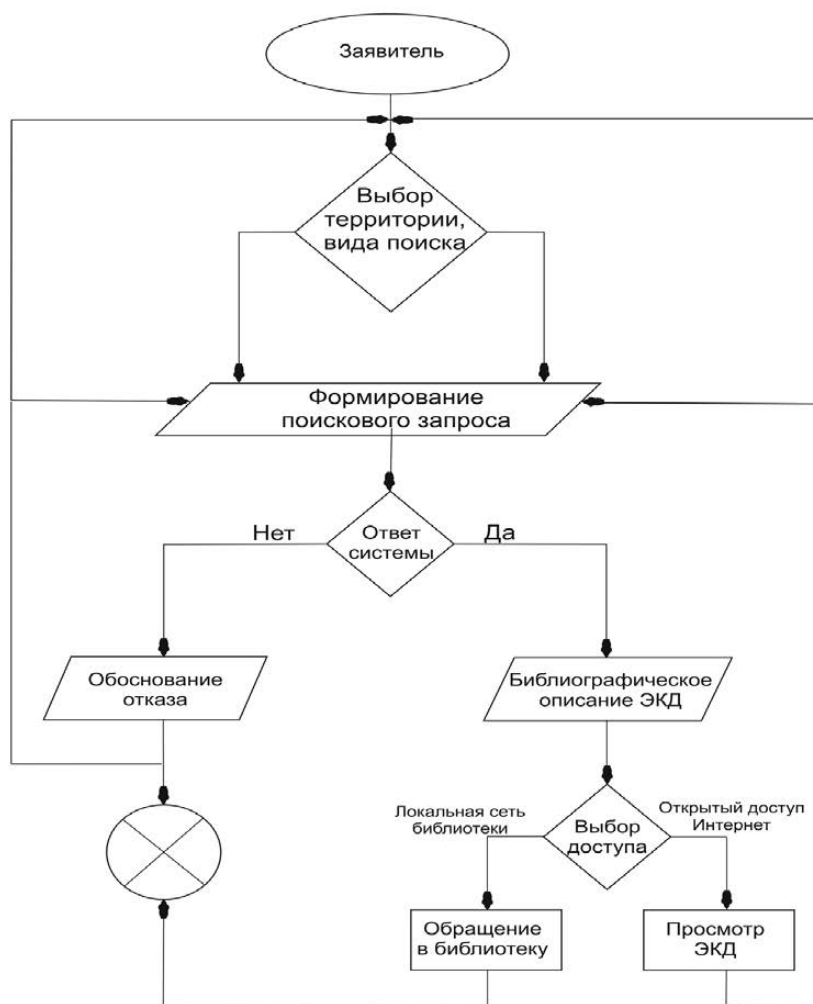 Заявитель
Выбор
территории,
вида поиска
Формирование
поискового запроса
Нет
Ответ
системы
Да
Обоснование
отказа
Библиографическое
описание ЭКД
Локальная сеть
библиотеки
Выбор
доступа
Открытый доступ
Интернет
Обращение
в библиотеку
Просмотр
ЭКД